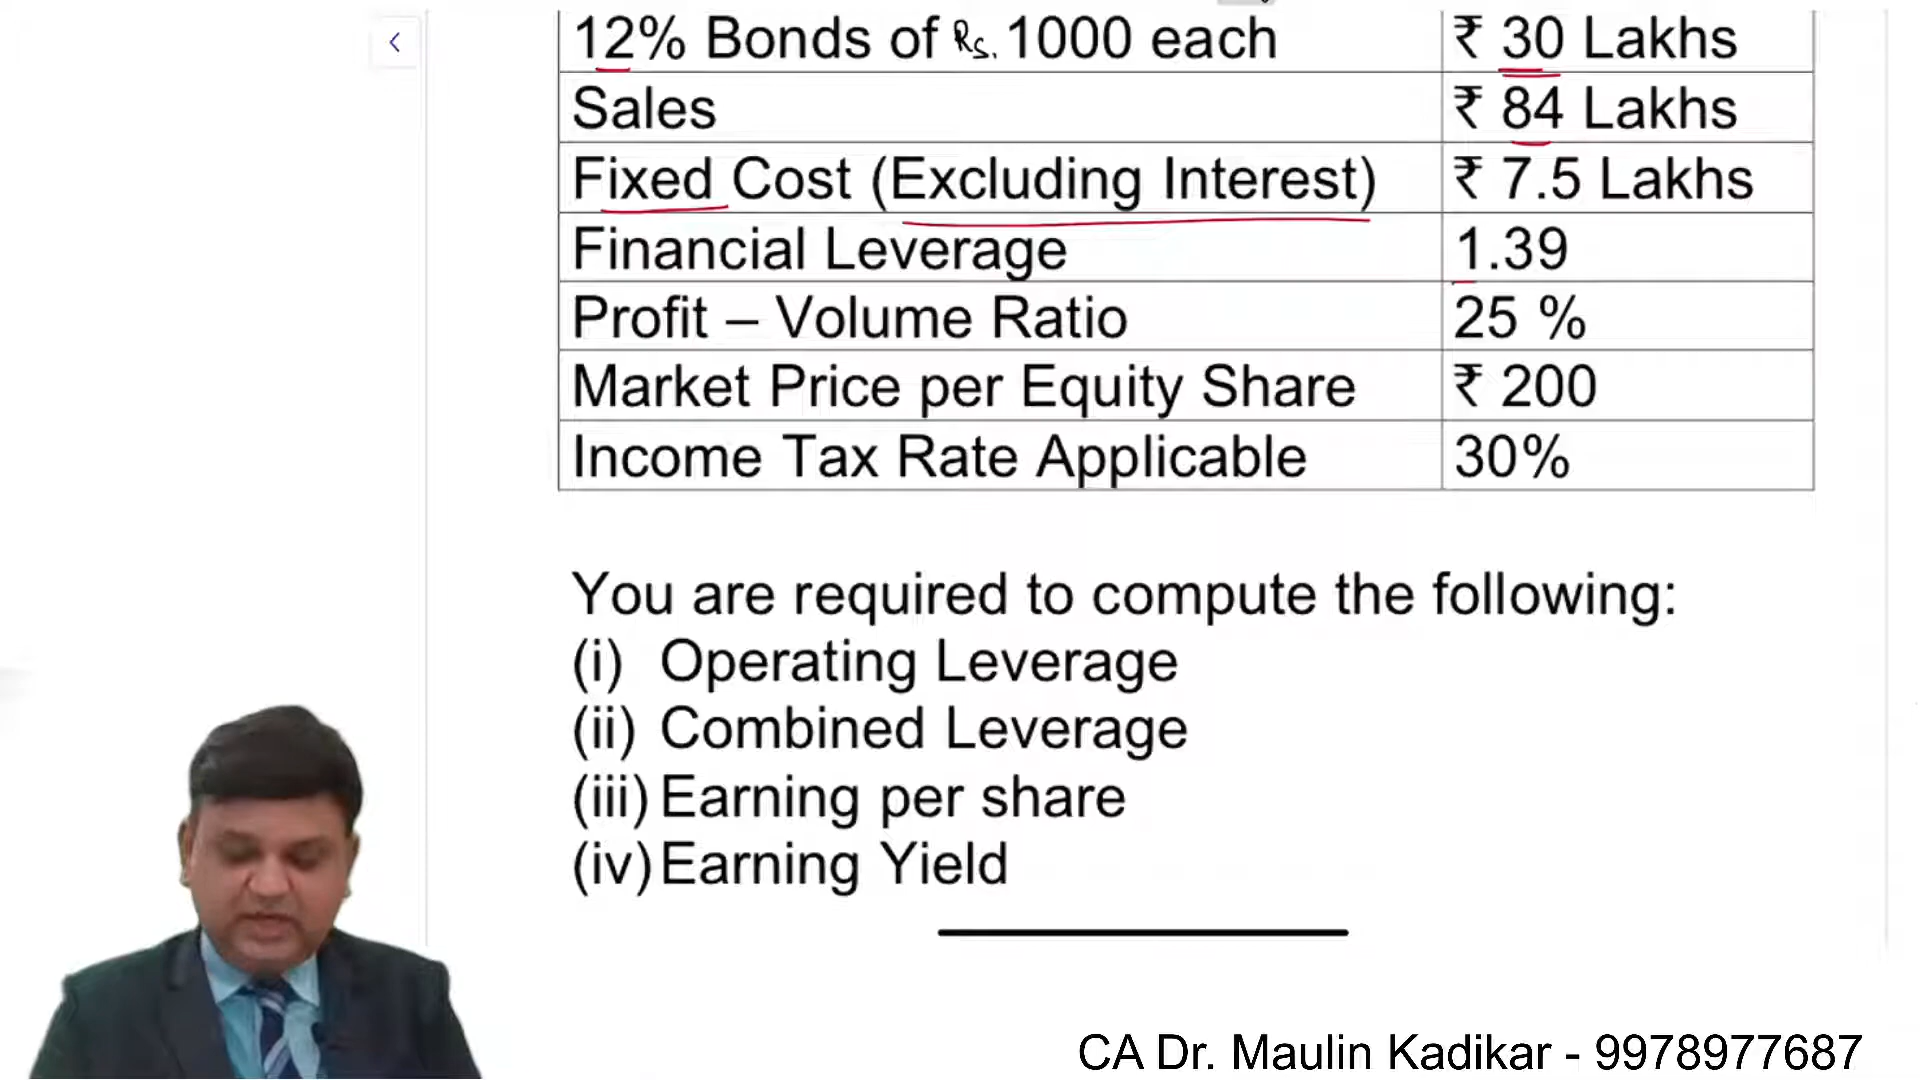 12% Bonds of Rs. 1000 each ₹ 30 Lakhs
Sales ₹ 84 Lakhs
Fixed Cost (Excluding Interest) ₹ 7.5 Lakhs
Financial Leverage 1.39
Profit – Volume Ratio 25 %
Market Price per Equity Share ₹ 200
Income Tax Rate Applicable 30%
You are required to compute the following:
(i) Operating Leverage
(ii) Combined Leverage
(iii) Earning per share
(iv) Earning Yield
CA Dr. Maulin Kadikar - 9978977687